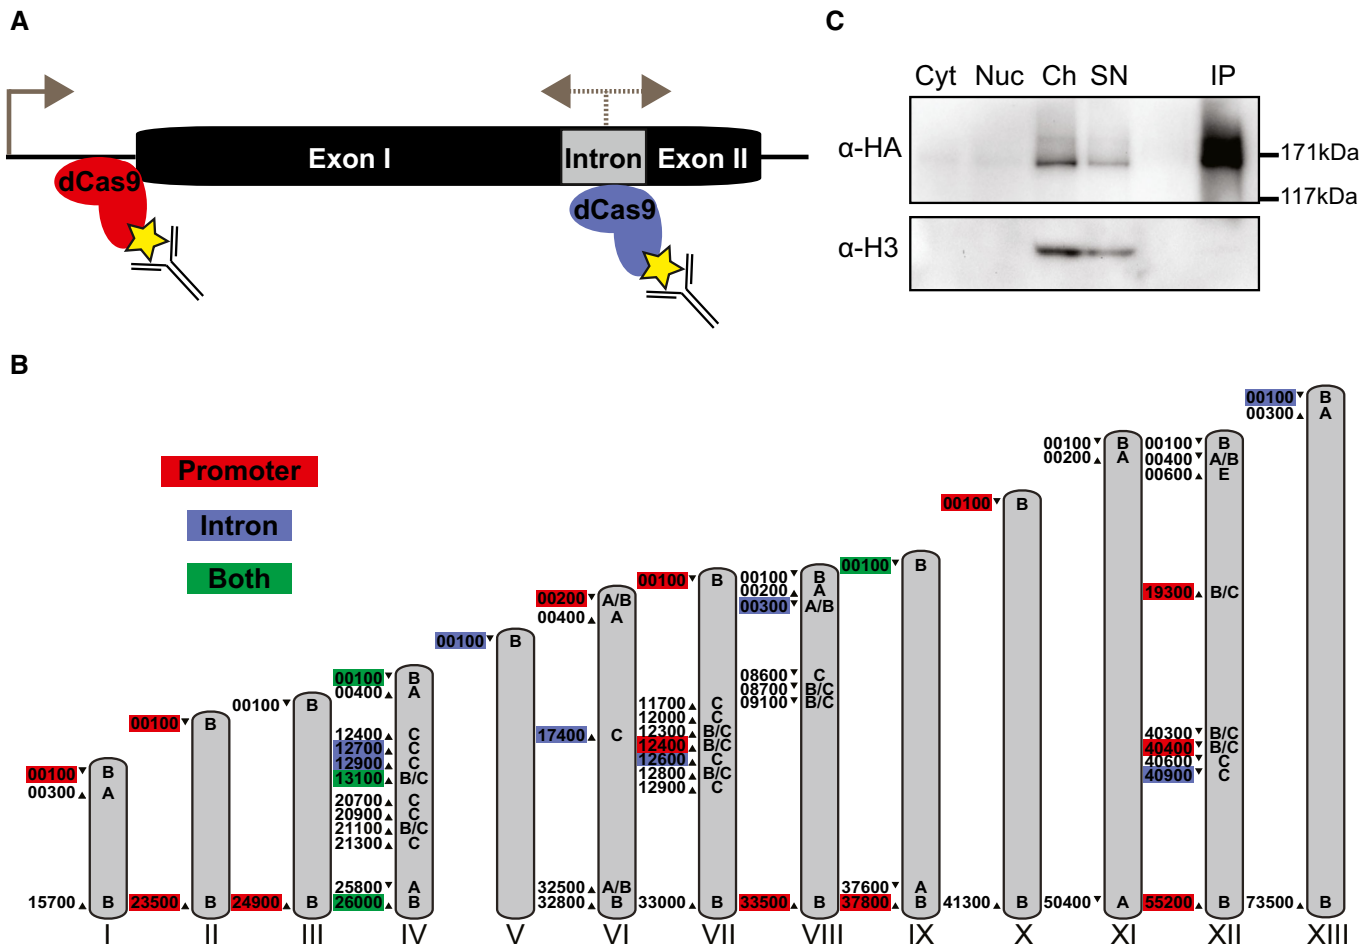 A
Exon I
Intron
Exon II
dCas9
dCas9
C
Cyt Nuc Ch SN IP
α-HA
171kDa
117kDa
α-H3
B
Promoter
Intron
Both
00100 B
00300 A
15700 B
I
00100 B
23500 B
II
00100 B
24900 B
III
00100 B
00400 A
12400 C
12700 C
12900 C
13100 B/C
20700 C
20900 C
21100 B/C
21300 C
25800 A
26000 B
IV
00100 B
V
00200 A/B
00400 A
17400 C
32500 A/B
32800 B
VI
00100 B
11700 C
12000 C
12300 B/C
12400 B/C
12600 C
12800 B/C
12900 C
33000 B
VII
00100 B
00200 A
00300 A/B
08600 C
08700 B/C
09100 B/C
33500 B
VIII
00100 B
37600 A
37800 B
IX
00100 B
41300 B
X
00100 B
00200 A
50400 A
XI
00100 B
00400 A/B
00600 E
19300 B/C
40300 B/C
40400 B/C
40600 C
40900 C
55200 B
XII
00100 B
00300 A
73500 B
XIII